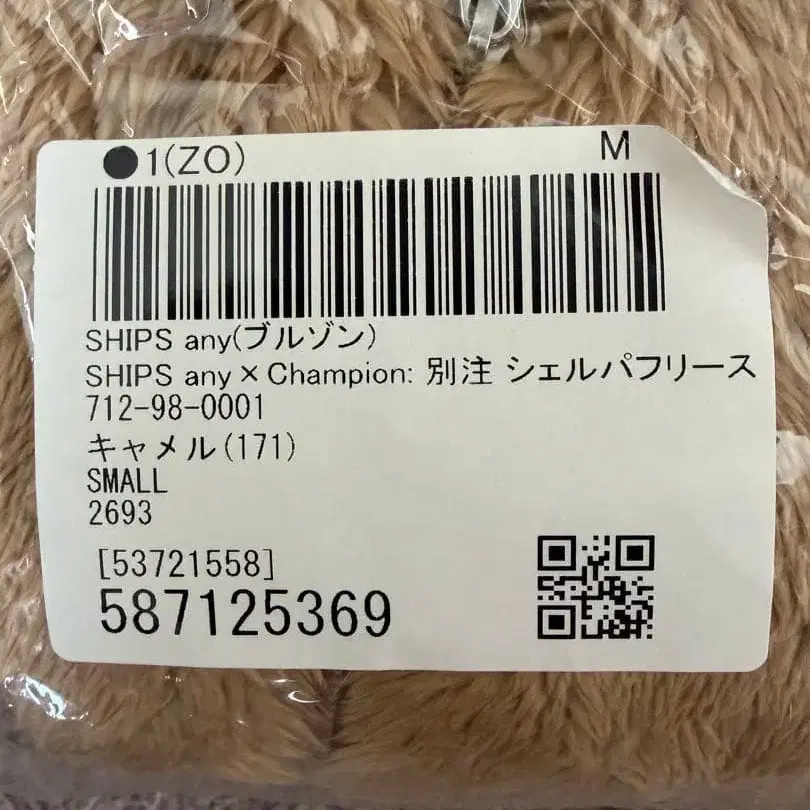 ●1(ZO) M
SHIPS any(ブルゾン)
SHIPS any×Champion: 別注 シェルパフリース
712-98-0001
キャメル(171)
SMALL
2693
[53721558]
587125369